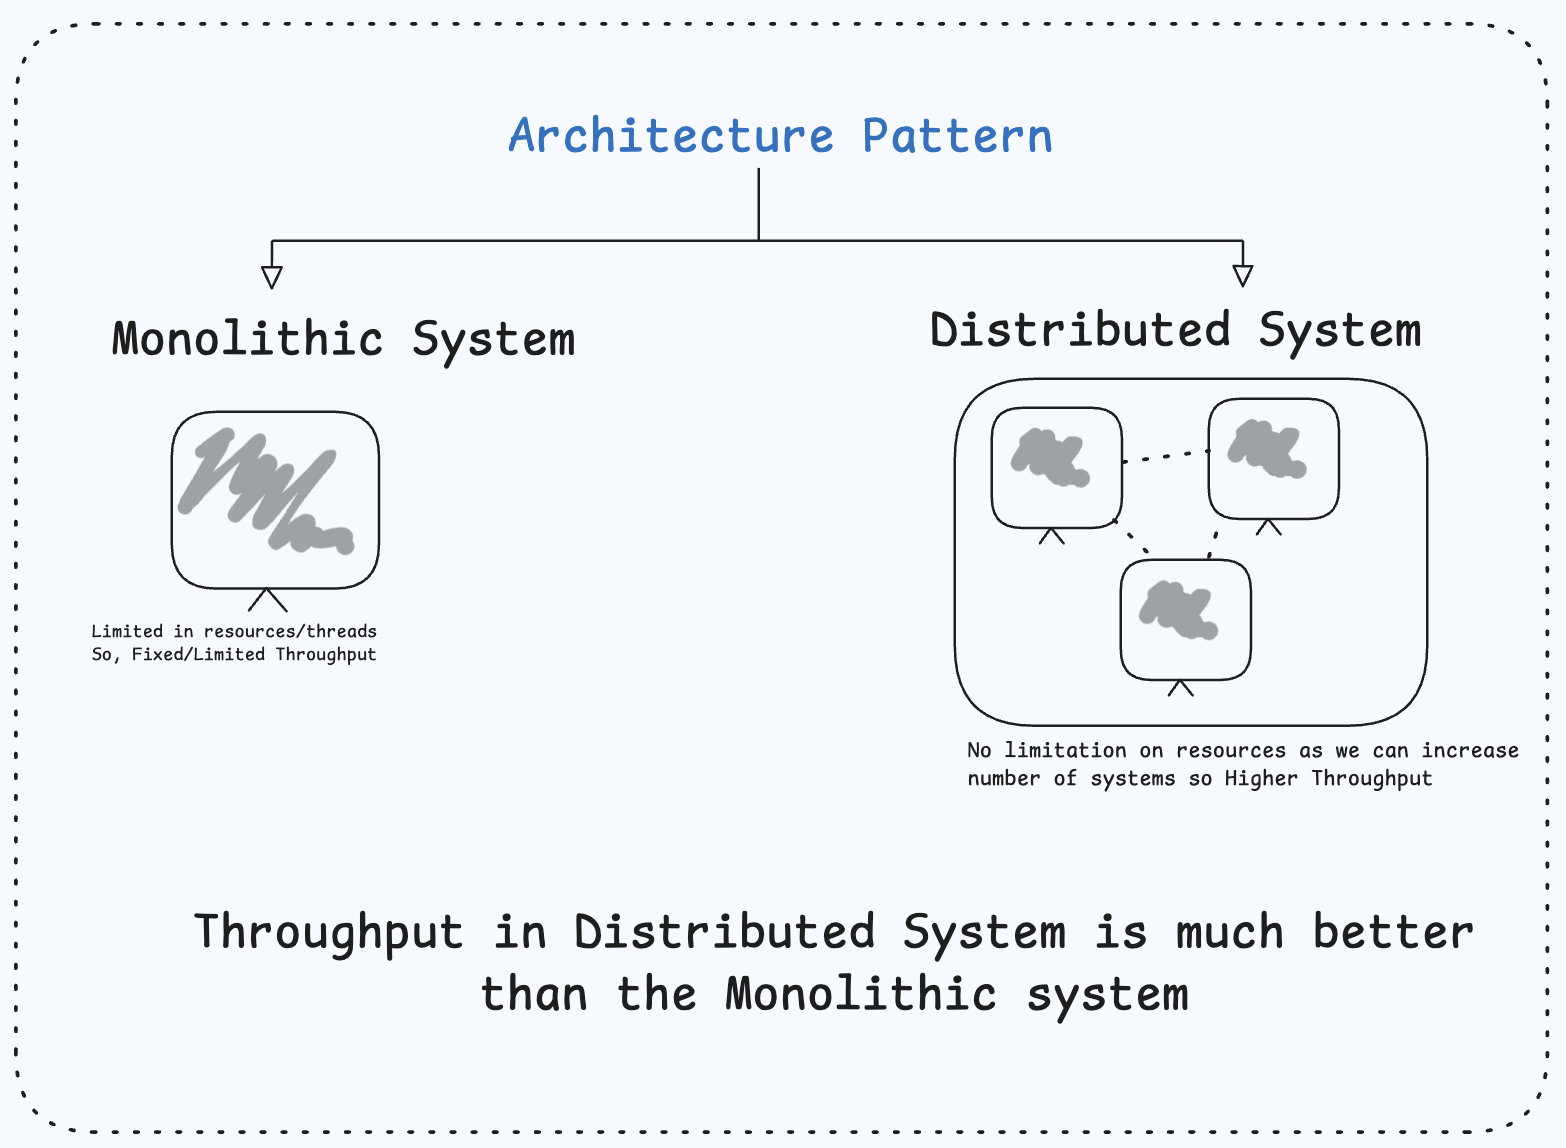 Architecture Pattern
Monolithic System
Limited in resources/threads
So, Fixed/Limited Throughput
Distributed System
No limitation on resources as we can increase
number of systems so Higher Throughput
Throughput in Distributed System is much better
than the Monolithic system